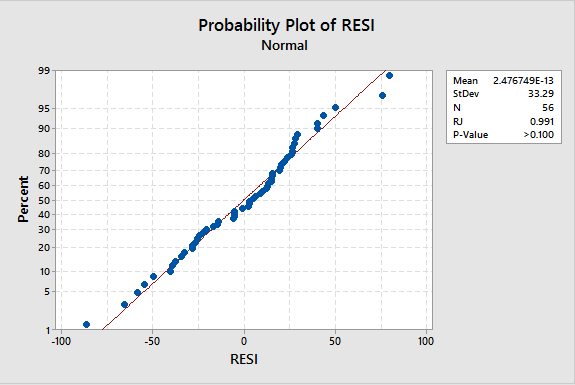 Probability Plot of RESI
Normal
99
95
90
80
70
60
50
40
30
20
10
5
1
Percent
-100 -50 0 50 100
RESI
Mean 2.476749E-13
StDev 33.29
N 56
RJ 0.991
P-Value >0.100